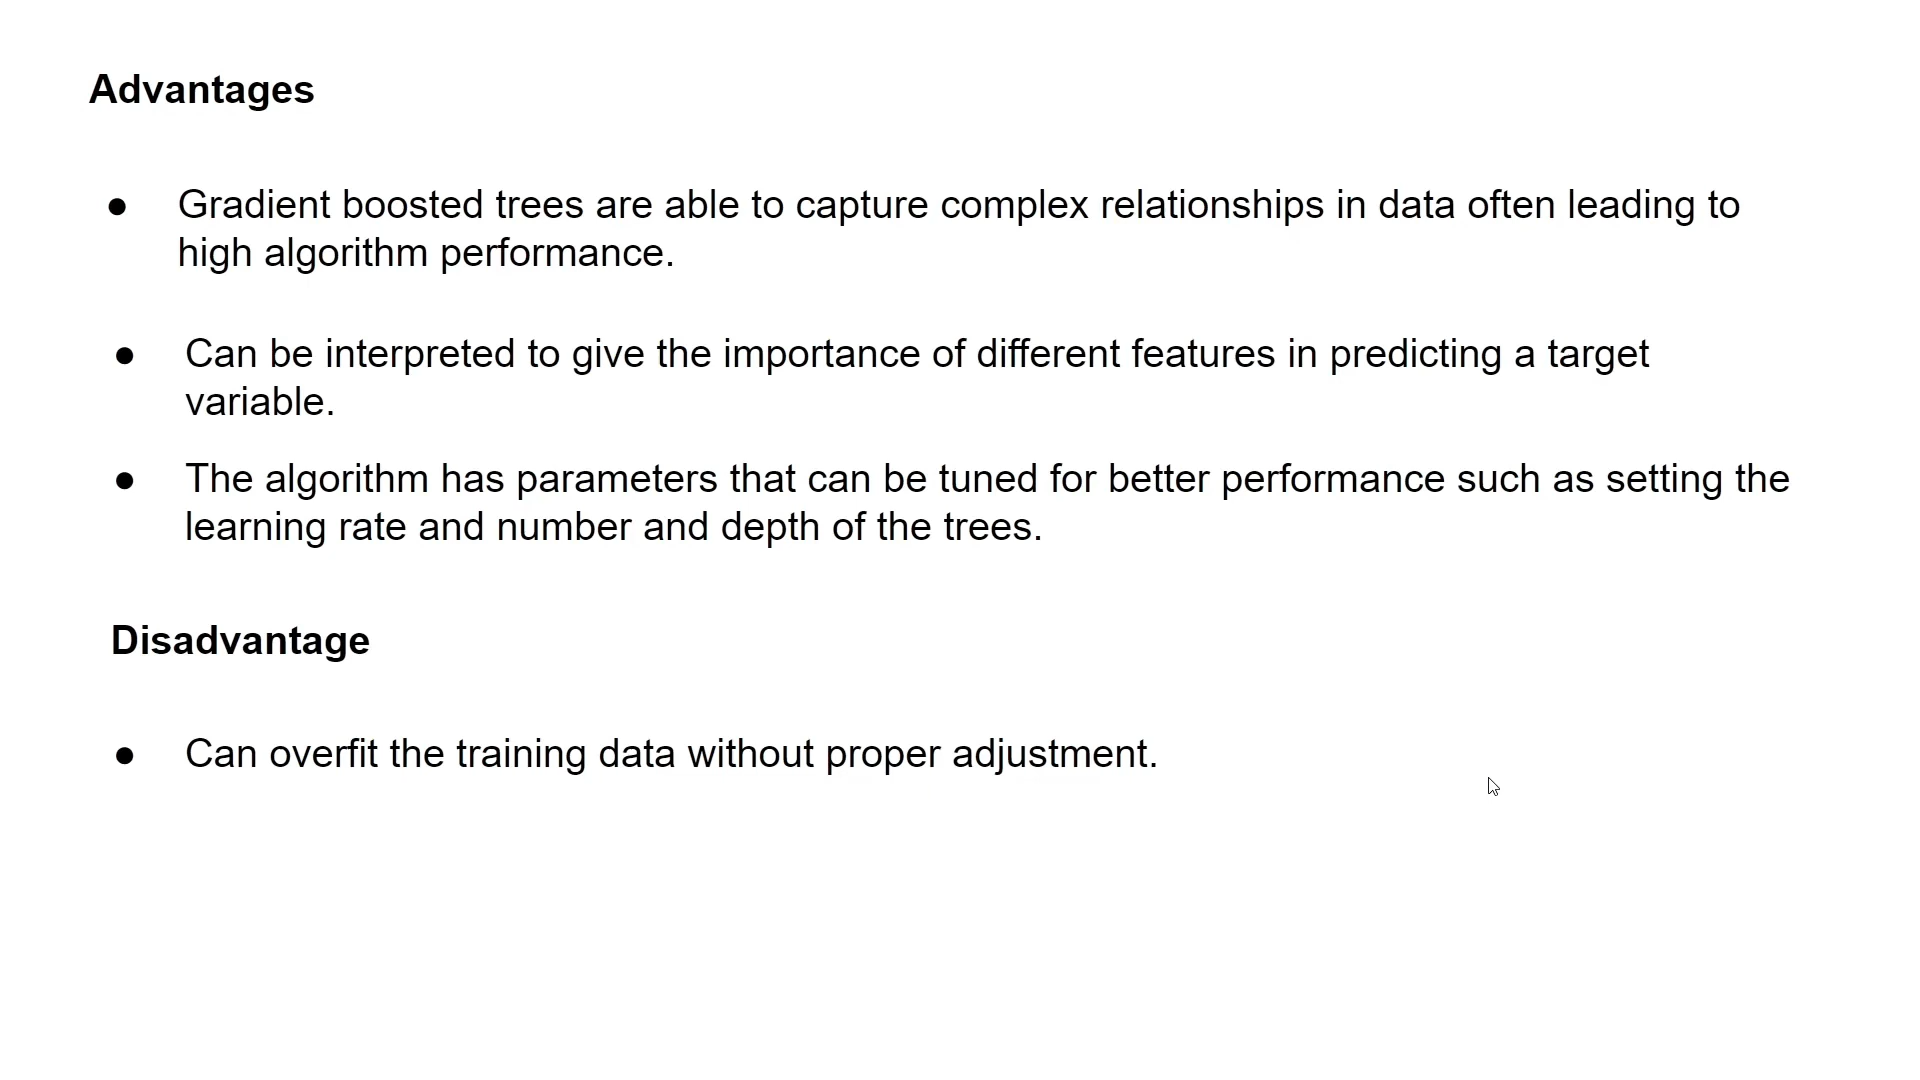 Advantages
● Gradient boosted trees are able to capture complex relationships in data often leading to
high algorithm performance.
● Can be interpreted to give the importance of different features in predicting a target
variable.
● The algorithm has parameters that can be tuned for better performance such as setting the
learning rate and number and depth of the trees.
Disadvantage
● Can overfit the training data without proper adjustment.